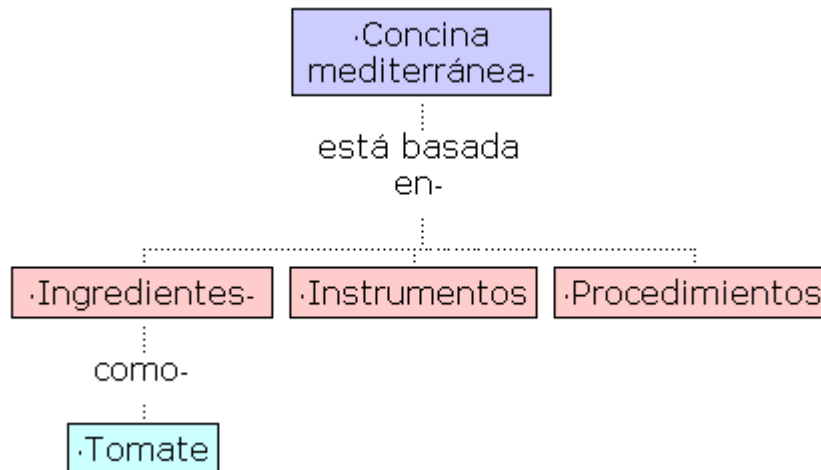 ·Concina
mediterránea-
está basada
en-
·Ingredientes-
·Instrumentos
·Procedimientos
como-
·Tomate